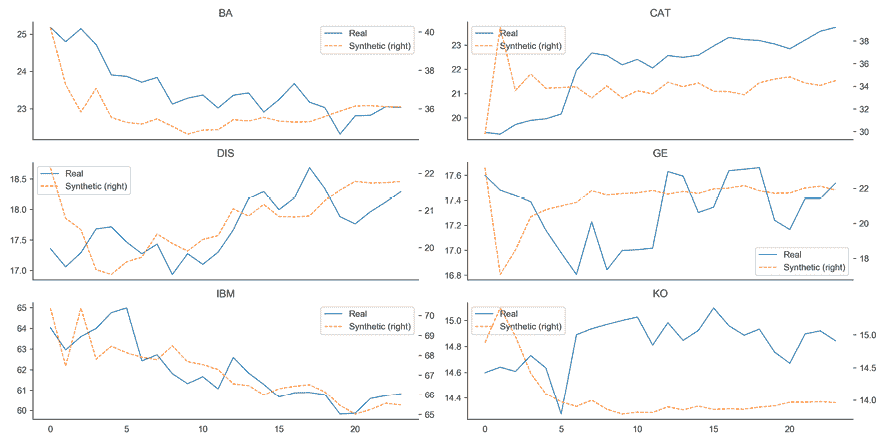 BA
CAT
25
24
23
40
38
36
Real
Synthetic (right)
23
22
21
20
38
36
34
32
30
Real
Synthetic (right)
DIS
GE
18.5
18.0
17.5
17.0
22
21
20
Real
Synthetic (right)
17.6
17.4
17.2
17.0
16.8
22
20
18
Real
Synthetic (right)
IBM
KO
65
64
63
62
61
60
70
69
68
67
66
65
Real
Synthetic (right)
0 5 10 15 20
15.0
14.8
14.6
14.4
15.0
14.5
14.0
Real
Synthetic (right)
0 5 10 15 20